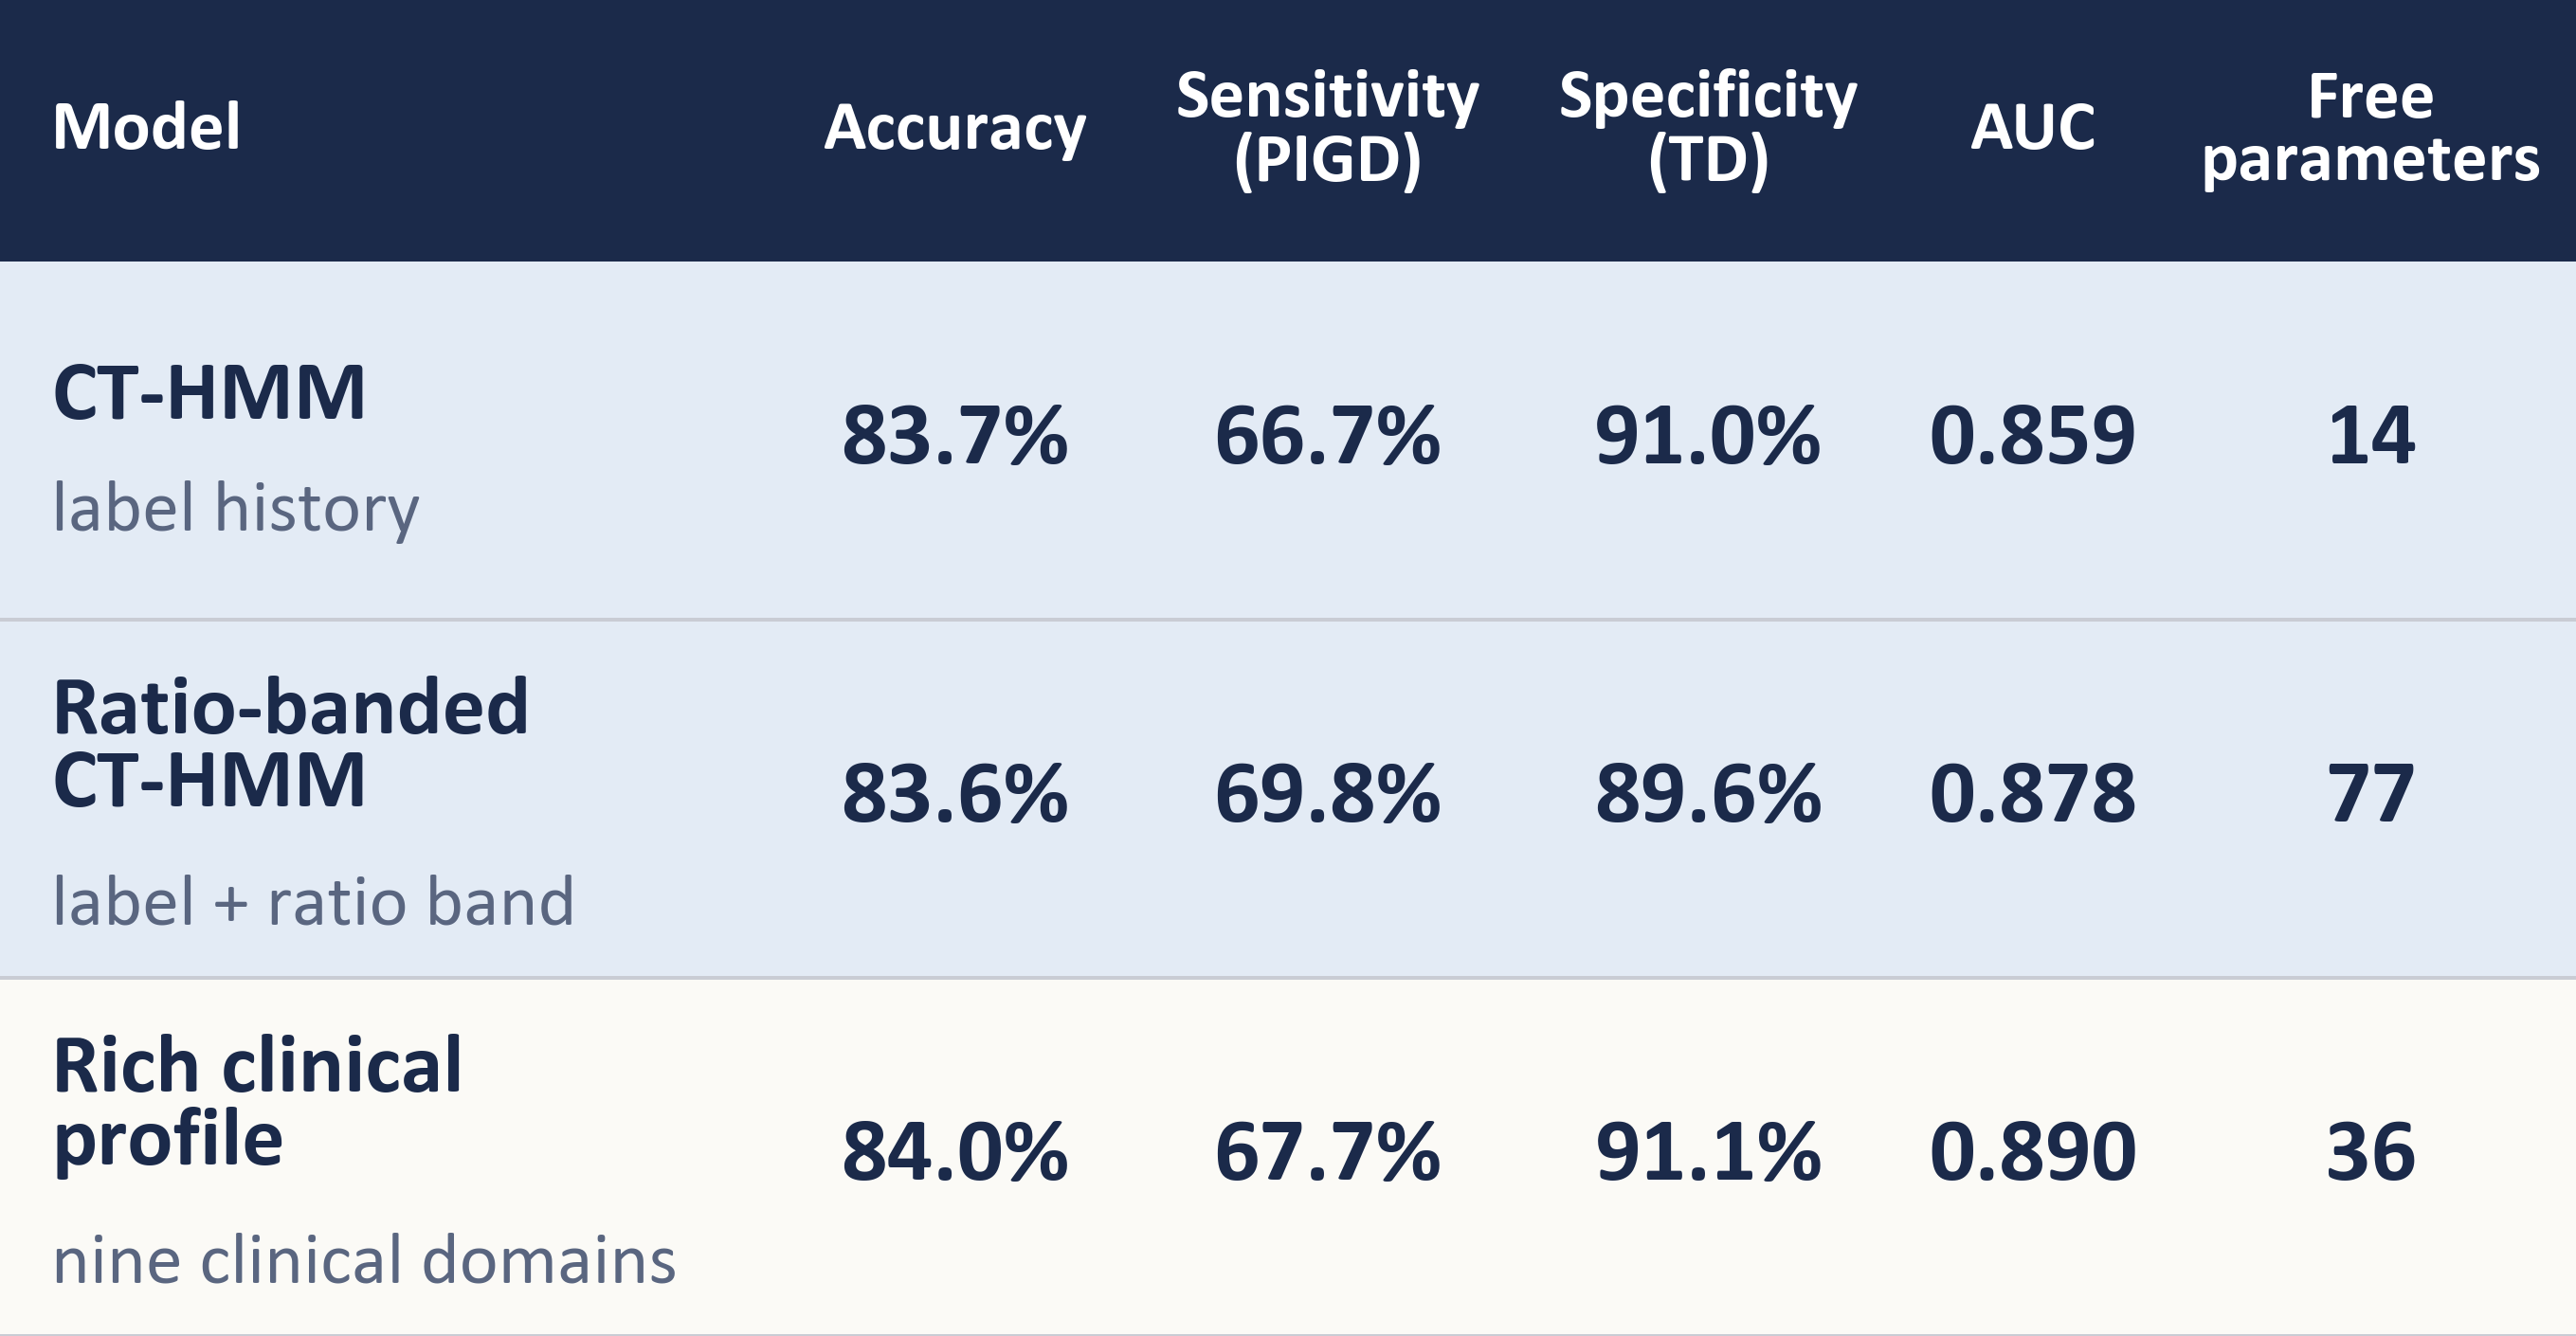 Model Accuracy Sensitivity (PIGD) Specificity (TD) AUC Free parameters
CT-HMM
label history
83.7% 66.7% 91.0% 0.859 14
Ratio-banded
CT-HMM
label + ratio band
83.6% 69.8% 89.6% 0.878 77
Rich clinical
profile
nine clinical domains
84.0% 67.7% 91.1% 0.890 36